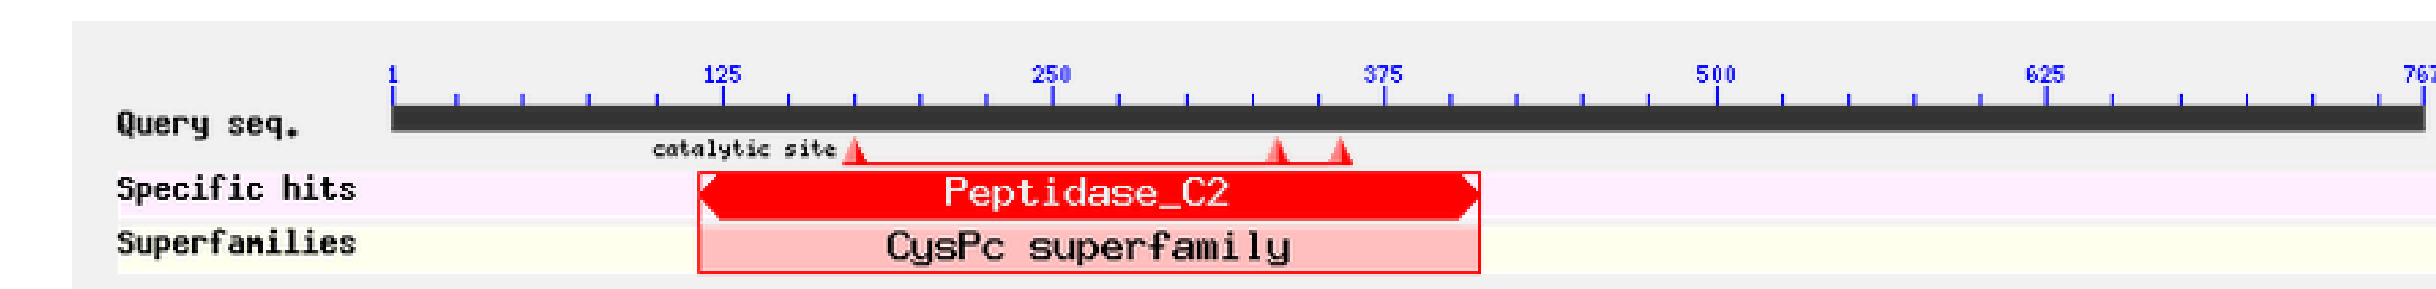 1 125 250 375 500 625 767
Query seq.
catalytic site
Specific hits
Peptidase_C2
Superfamilies
CysPc superfamily